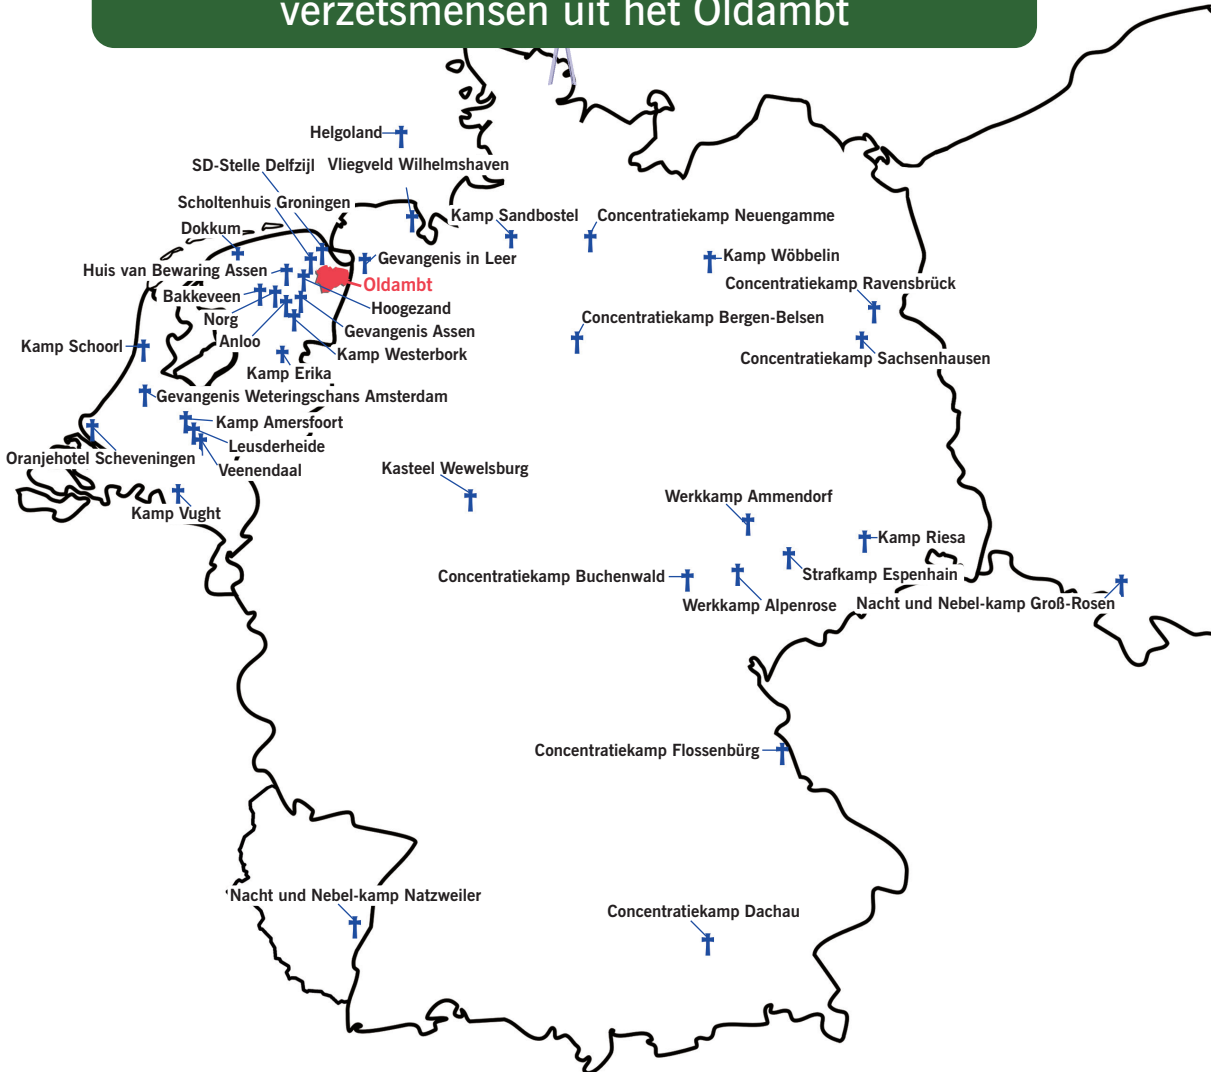 verzetsmensen uit het Oldambt
Helgoland
SD-Stelle Delfzijl
Vliegveld Wilhelmshaven
Scholtenhuis Groningen
Kamp Sandbostel
Concentratiekamp Neuengamme
Dokkum
Gevangenis in Leer
Kamp Wöbbelin
Huis van Bewaring Assen
Oldambt
Concentratiekamp Ravensbrück
Bakkeveen
Hoogezand
Norg
Gevangenis Assen
Concentratiekamp Bergen-Belsen
Anloo
Kamp Schoorl
Kamp Westerbork
Concentratiekamp Sachsenhausen
Kamp Erika
Gevangenis Weteringschans Amsterdam
Kamp Amersfoort
Leusderheide
Oranjehotel Scheveningen
Veenendaal
Kasteel Wewelsburg
Werkkamp Ammendorf
Kamp Vught
Kamp Riesa
Concentratiekamp Buchenwald
Strafkamp Espenhain
Werkkamp Alpenrose
Nacht und Nebel-kamp Groß-Rosen
Concentratiekamp Flossenbürg
Nacht und Nebel-kamp Natzweiler
Concentratiekamp Dachau